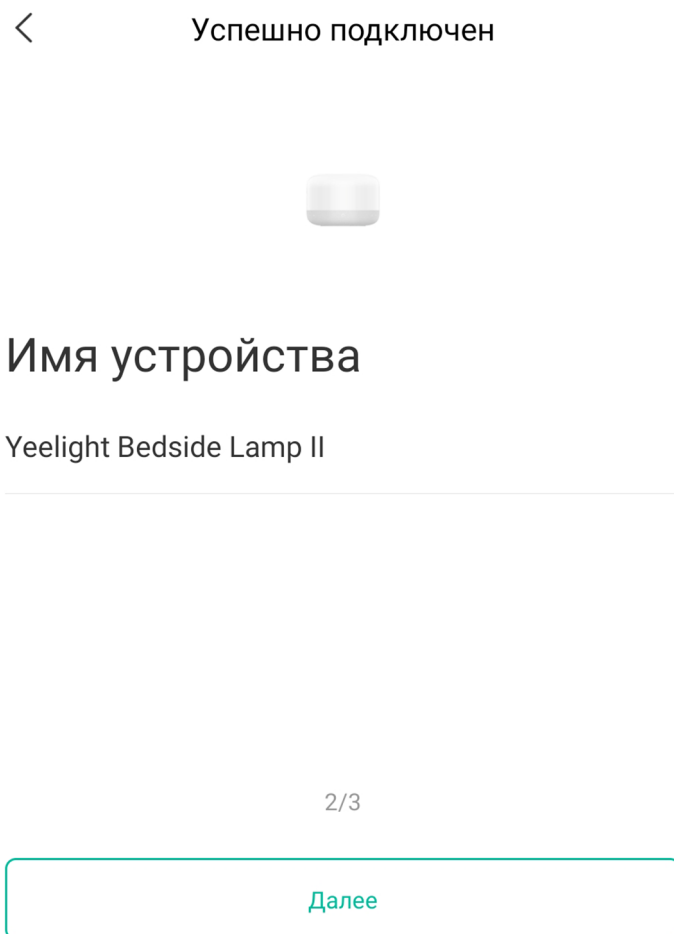 Успешно подключен
Имя устройства
Yeelight Bedside Lamp II
2/3
Далее